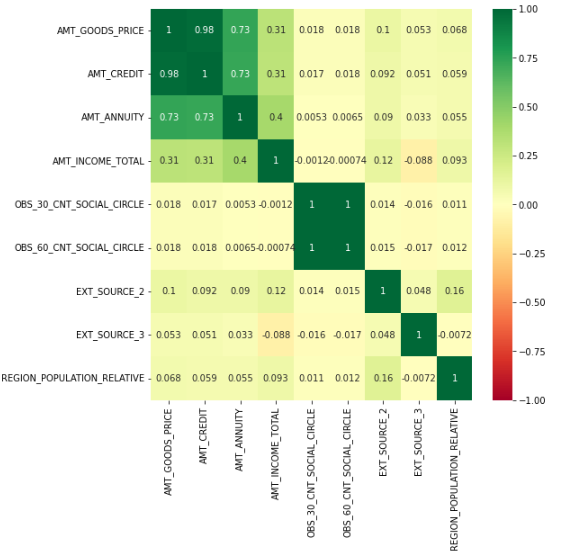 AMT_GOODS_PRICE 1 0.98 0.73 0.31 0.018 0.018 0.1 0.053 0.068
AMT_CREDIT 0.98 1 0.73 0.31 0.017 0.018 0.092 0.051 0.059
AMT_ANNUITY 0.73 0.73 1 0.4 0.0053 0.0065 0.09 0.033 0.055
AMT_INCOME_TOTAL 0.31 0.31 0.4 1 -0.0012 -0.00074 0.12 -0.088 0.093
OBS_30_CNT_SOCIAL_CIRCLE 0.018 0.017 0.0053 -0.0012 1 1 0.014 -0.016 0.011
OBS_60_CNT_SOCIAL_CIRCLE 0.018 0.018 0.0065 -0.00074 1 1 0.015 -0.017 0.012
EXT_SOURCE_2 0.1 0.092 0.09 0.12 0.014 0.015 1 0.048 0.16
EXT_SOURCE_3 0.053 0.051 0.033 -0.088 -0.016 -0.017 0.048 1 -0.0072
REGION_POPULATION_RELATIVE 0.068 0.059 0.055 0.093 0.011 0.012 0.16 -0.0072 1
AMT_GOODS_PRICE
AMT_CREDIT
AMT_ANNUITY
AMT_INCOME_TOTAL
OBS_30_CNT_SOCIAL_CIRCLE
OBS_60_CNT_SOCIAL_CIRCLE
EXT_SOURCE_2
EXT_SOURCE_3
REGION_POPULATION_RELATIVE
1.00
0.75
0.50
0.25
0.00
−0.25
−0.50
−0.75
−1.00